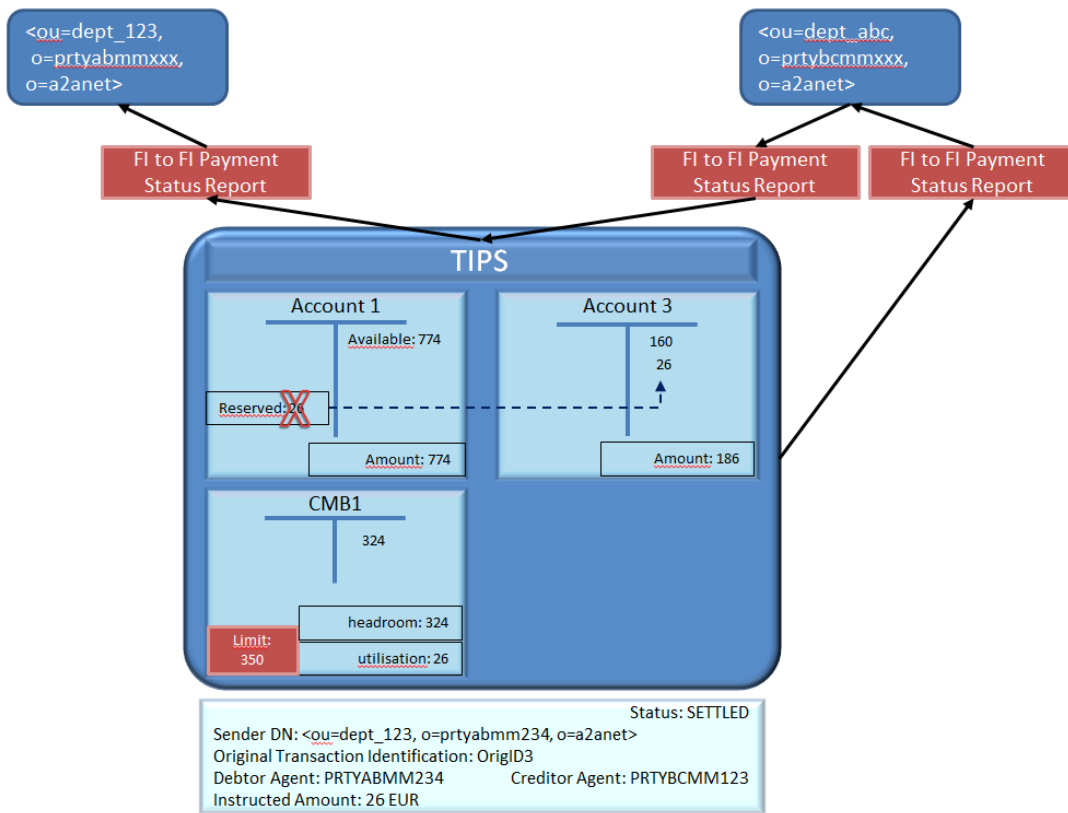 <ou=dept_123,
o=prtyabmmxxx,
o=a2anet>
<ou=dept_abc,
o=prtybcmmxxx,
o=a2anet>
FI to FI Payment
Status Report
FI to FI Payment
Status Report
FI to FI Payment
Status Report
TIPS
Account 1
Available: 774
Reserved: 26
Amount: 774
Account 3
160
26
Amount: 186
CMB1
324
headroom: 324
Limit:
350
utilisation: 26
Status: SETTLED
Sender DN: <ou=dept_123, o=prtyabmm234, o=a2anet>
Original Transaction Identification: OrigID3
Debtor Agent: PRTYABMM234 Creditor Agent: PRTYBCMM123
Instructed Amount: 26 EUR